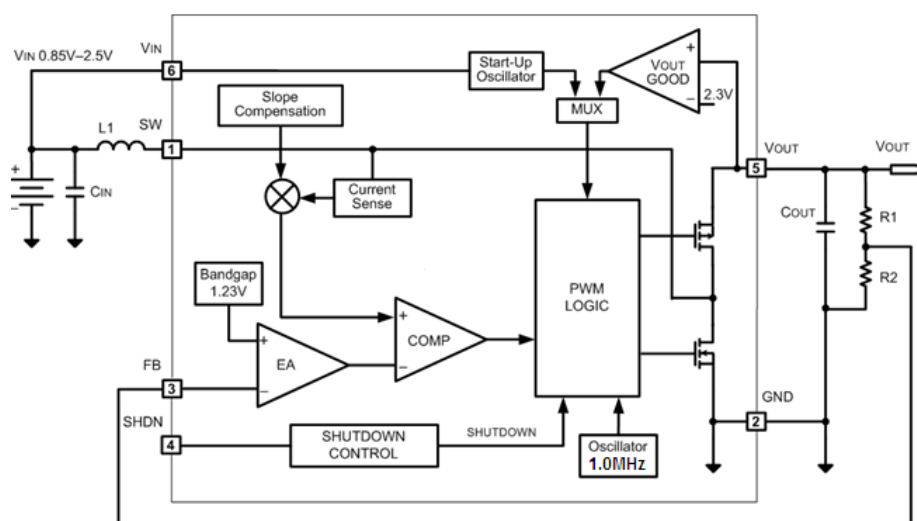 VIN 0.85V–2.5V
VIN
6
Start-Up
Oscillator
+
VOUT
GOOD
–
2.3V
MUX
Slope
Compensation
L1
SW
1
+
–
CIN
Current
Sense
VOUT
5
VOUT
COUT
R1
R2
PWM
LOGIC
Bandgap
1.23V
+
–
EA
+
–
COMP
FB
3
GND
2
SHDN
4
SHUTDOWN
CONTROL
SHUTDOWN
Oscillator
1.0MHz